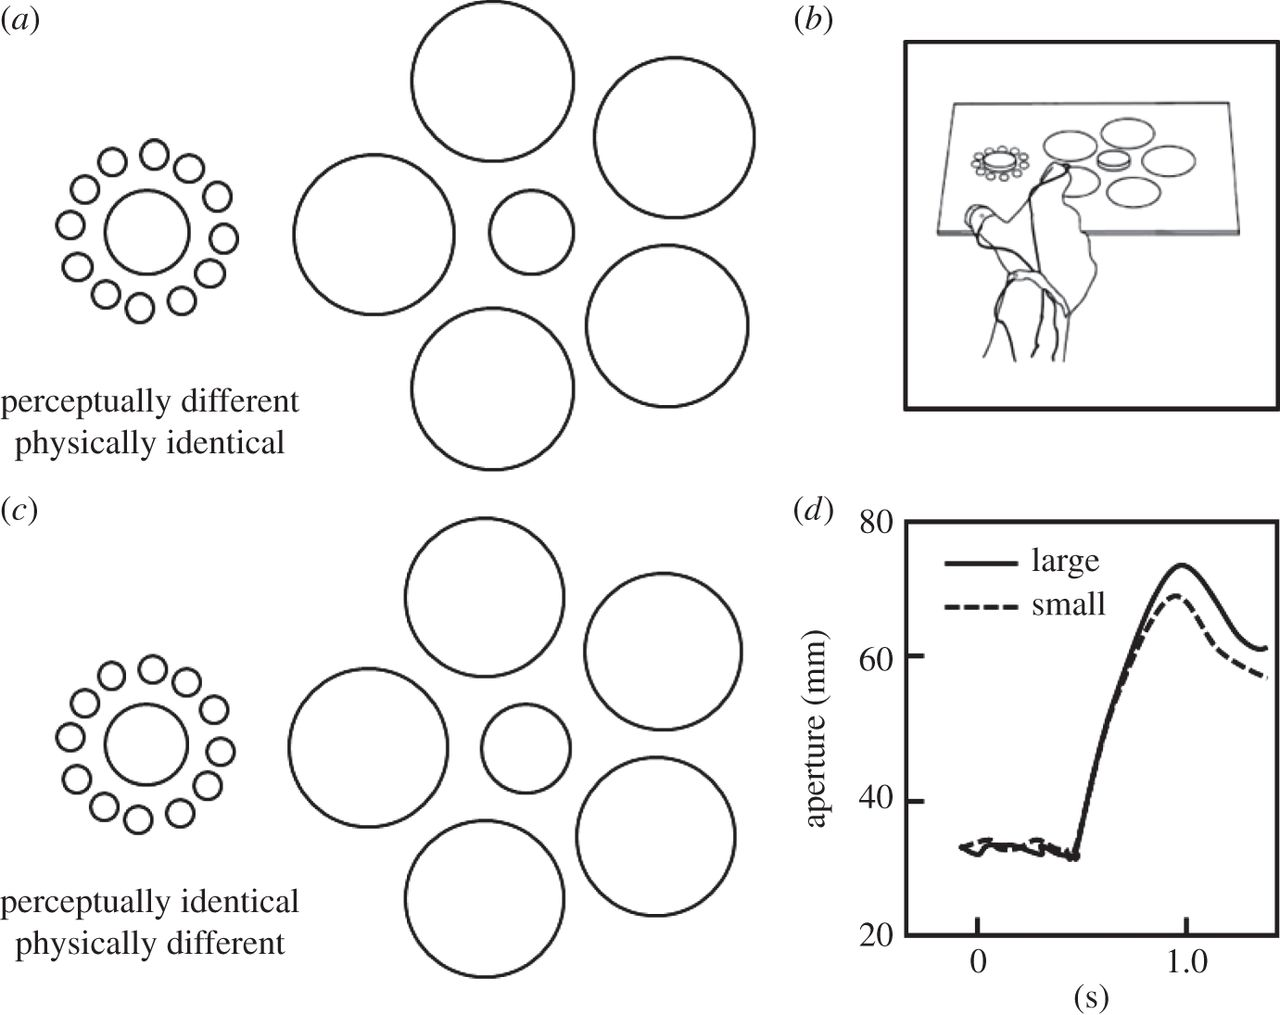 (a)
perceptually different
physically identical
(b)
(c)
perceptually identical
physically different
(d)
80
60
40
20
aperture (mm)
large
small
0 1.0
(s)